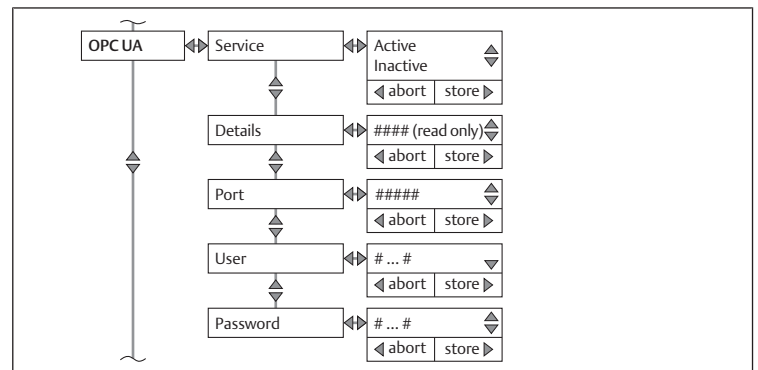 OPC UA
Service
Active
Inactive
abort
store
Details
#### (read only)
abort
store
Port
#####
abort
store
User
# ... #
abort
store
Password
# ... #
abort
store